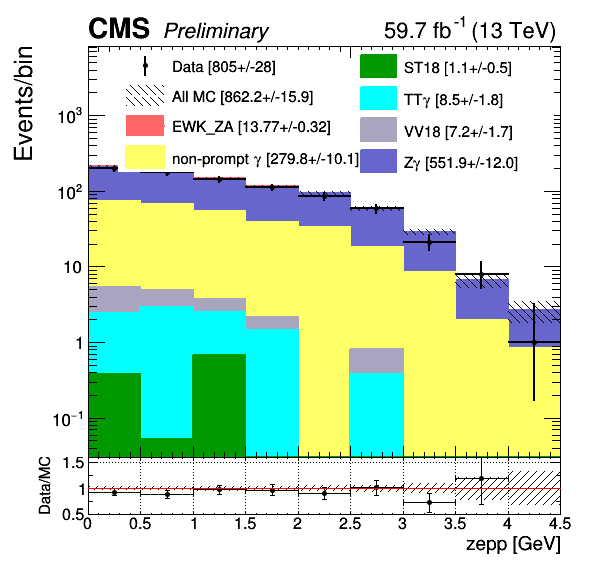 CMS Preliminary 59.7 fb⁻¹ (13 TeV)
Events/bin
Data [805+/-28]
All MC [862.2+/-15.9]
EWK_ZA [13.77+/-0.32]
non-prompt γ [279.8+/-10.1]
ST18 [1.1+/-0.5]
TTγ [8.5+/-1.8]
VV18 [7.2+/-1.7]
Zγ [551.9+/-12.0]
10³
10²
10
1
10⁻¹
Data/MC
1.5
1
0.5
0 0.5 1 1.5 2 2.5 3 3.5 4 4.5
zepp [GeV]